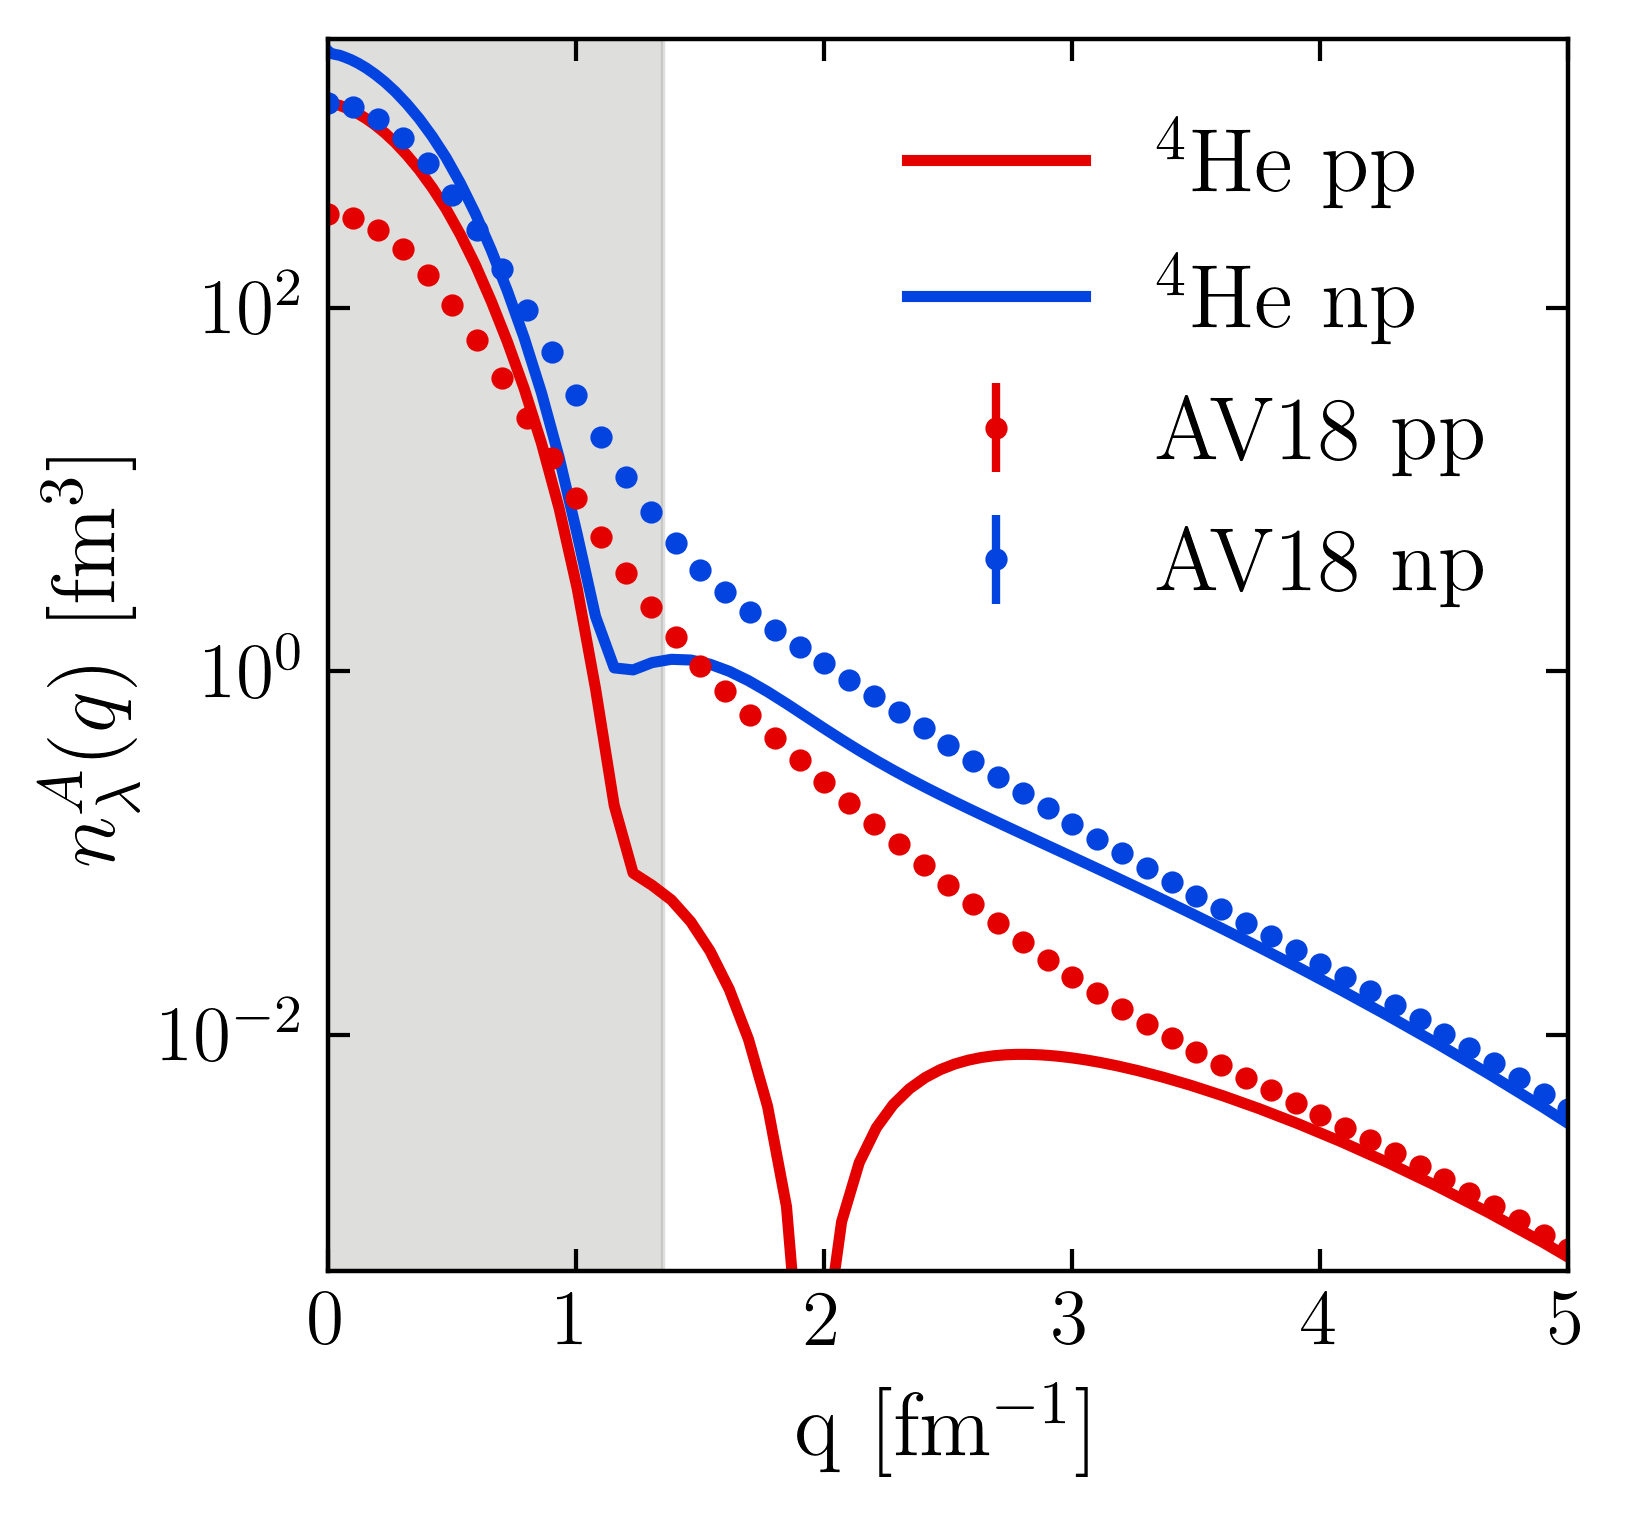 ⁴He pp
⁴He np
AV18 pp
AV18 np
10²
10⁰
10⁻²
n_λ^A(q) [fm³]
0 1 2 3 4 5
q [fm⁻¹]